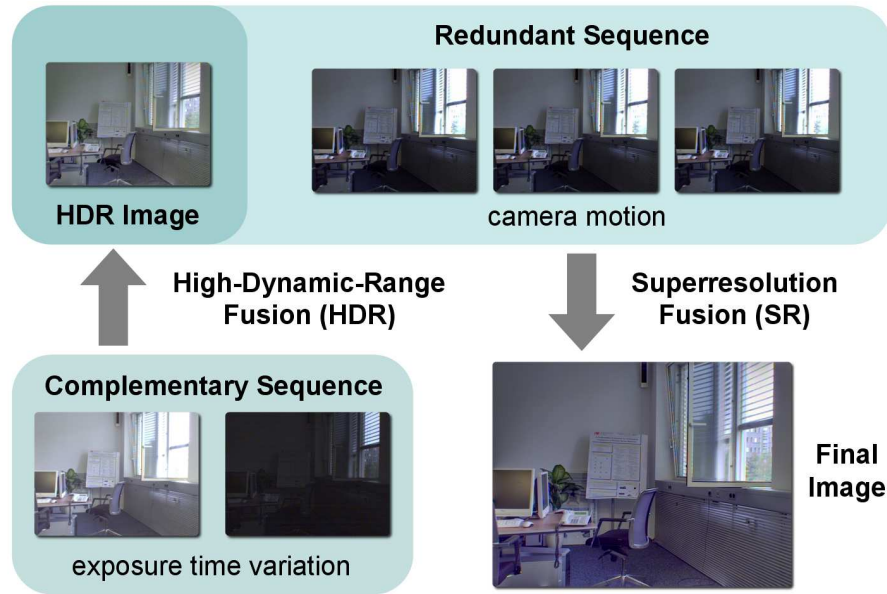 Redundant Sequence
HDR Image
camera motion
High-Dynamic-Range
Fusion (HDR)
Superresolution
Fusion (SR)
Complementary Sequence
exposure time variation
Final
Image